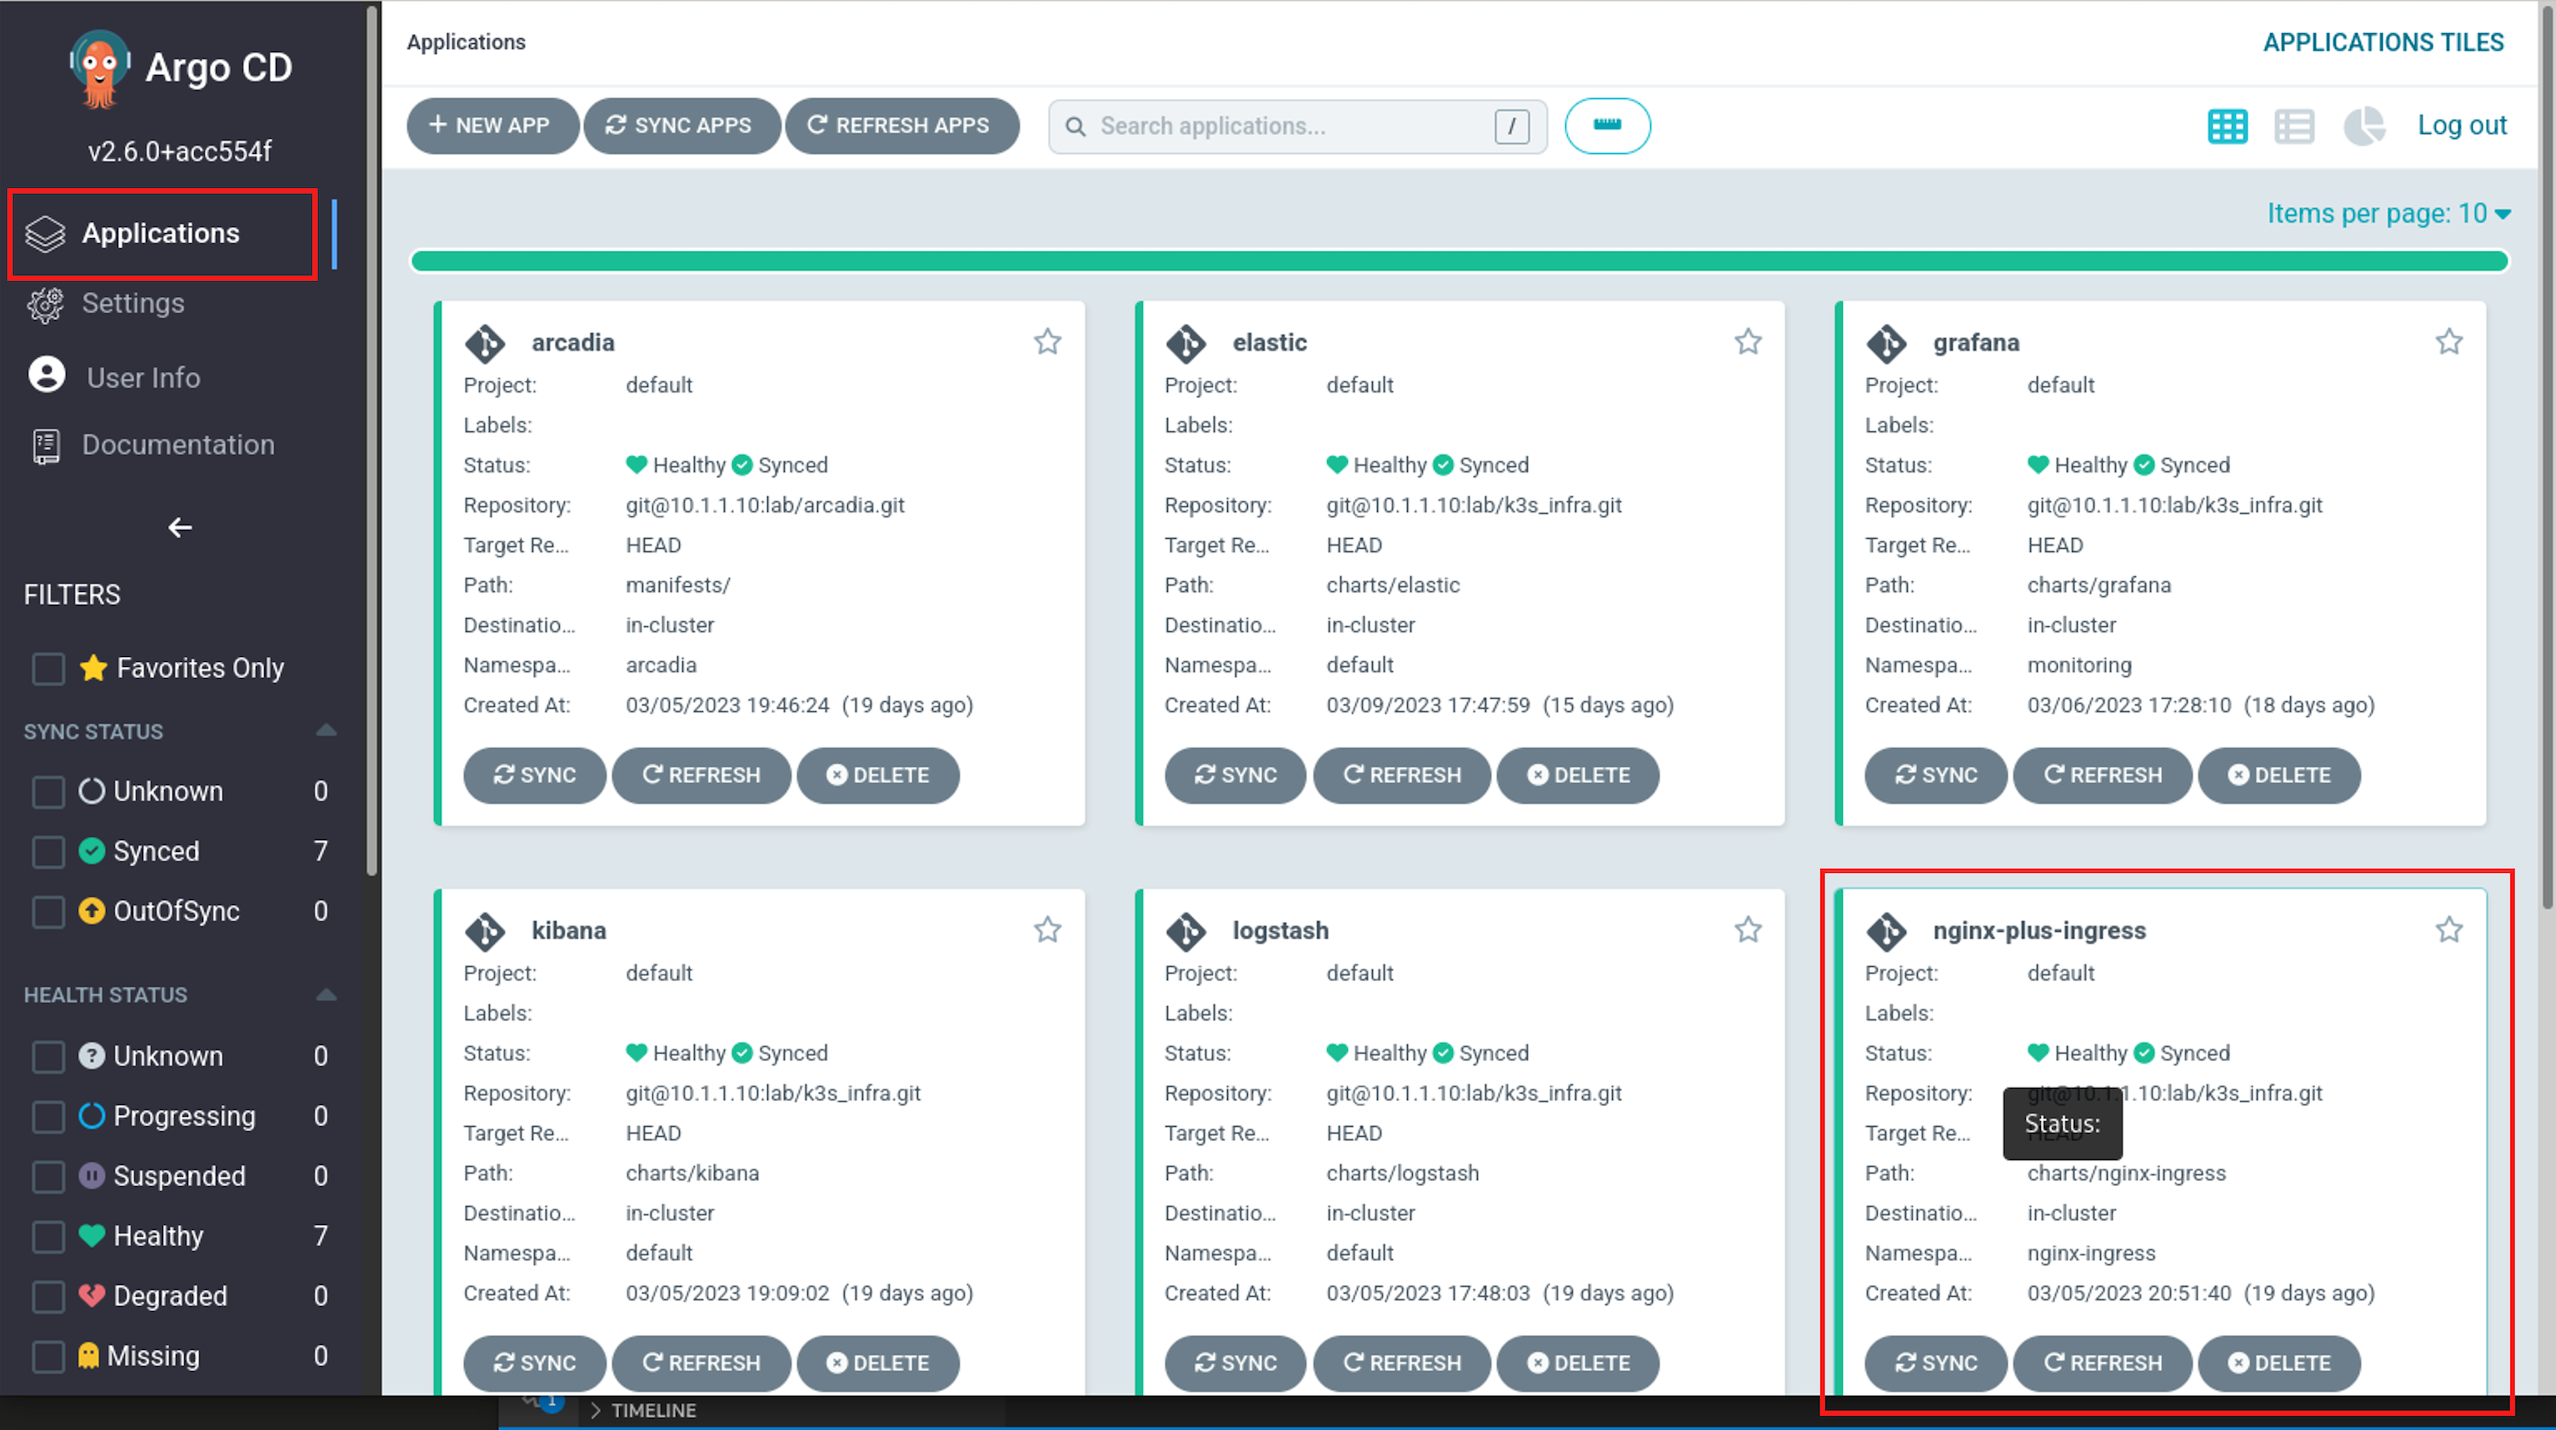 Argo CD
v2.6.0+acc554f
Applications
Settings
User Info
Documentation
FILTERS
Favorites Only
SYNC STATUS
Unknown 0
Synced 7
OutOfSync 0
HEALTH STATUS
Unknown 0
Progressing 0
Suspended 0
Healthy 7
Degraded 0
Missing 0
Applications
APPLICATIONS TILES
+ NEW APP
SYNC APPS
REFRESH APPS
Search applications...
/
Log out
Items per page: 10
arcadia
Project: default
Labels:
Status: Healthy Synced
Repository: git@10.1.1.10:lab/arcadia.git
Target Re... HEAD
Path: manifests/
Destinatio... in-cluster
Namespa... arcadia
Created At: 03/05/2023 19:46:24 (19 days ago)
SYNC REFRESH DELETE
elastic
Project: default
Labels:
Status: Healthy Synced
Repository: git@10.1.1.10:lab/k3s_infra.git
Target Re... HEAD
Path: charts/elastic
Destinatio... in-cluster
Namespa... default
Created At: 03/09/2023 17:47:59 (15 days ago)
SYNC REFRESH DELETE
grafana
Project: default
Labels:
Status: Healthy Synced
Repository: git@10.1.1.10:lab/k3s_infra.git
Target Re... HEAD
Path: charts/grafana
Destinatio... in-cluster
Namespa... monitoring
Created At: 03/06/2023 17:28:10 (18 days ago)
SYNC REFRESH DELETE
kibana
Project: default
Labels:
Status: Healthy Synced
Repository: git@10.1.1.10:lab/k3s_infra.git
Target Re... HEAD
Path: charts/kibana
Destinatio... in-cluster
Namespa... default
Created At: 03/05/2023 19:09:02 (19 days ago)
SYNC REFRESH DELETE
logstash
Project: default
Labels:
Status: Healthy Synced
Repository: git@10.1.1.10:lab/k3s_infra.git
Target Re... HEAD
Path: charts/logstash
Destinatio... in-cluster
Namespa... default
Created At: 03/05/2023 17:48:03 (19 days ago)
SYNC REFRESH DELETE
nginx-plus-ingress
Project: default
Labels:
Status: Healthy Synced
Repository: git@10.1.1.10:lab/k3s_infra.git
Status:
Target Re... HEAD
Path: charts/nginx-ingress
Destinatio... in-cluster
Namespa... nginx-ingress
Created At: 03/05/2023 20:51:40 (19 days ago)
SYNC REFRESH DELETE
1
TIMELINE